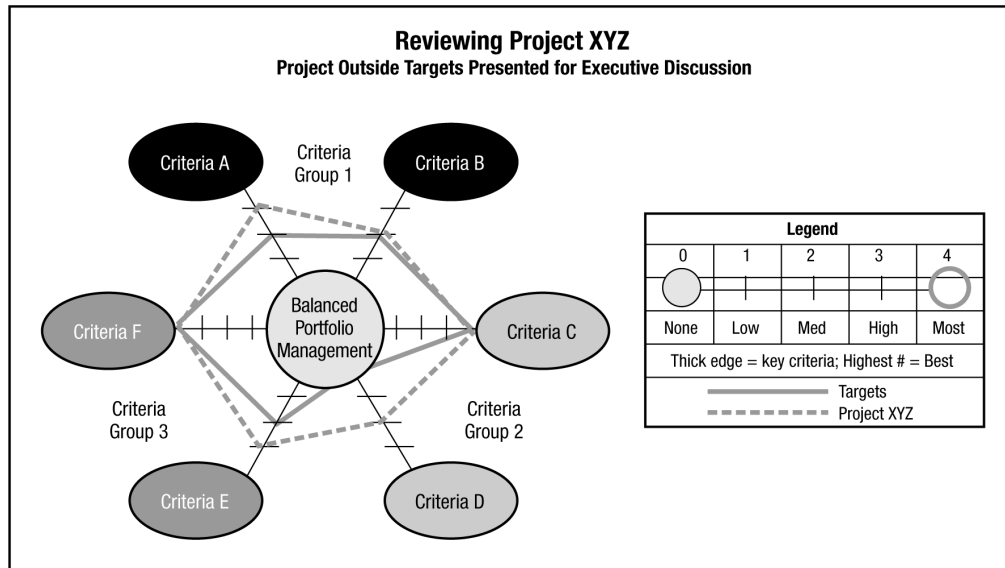 Reviewing Project XYZ
Project Outside Targets Presented for Executive Discussion
Criteria A
Criteria
Group 1
Criteria B
Criteria F
Balanced
Portfolio
Management
Criteria C
Criteria
Group 3
Criteria
Group 2
Criteria E
Criteria D
Legend
0 1 2 3 4
None Low Med High Most
Thick edge = key criteria; Highest # = Best
Targets
Project XYZ